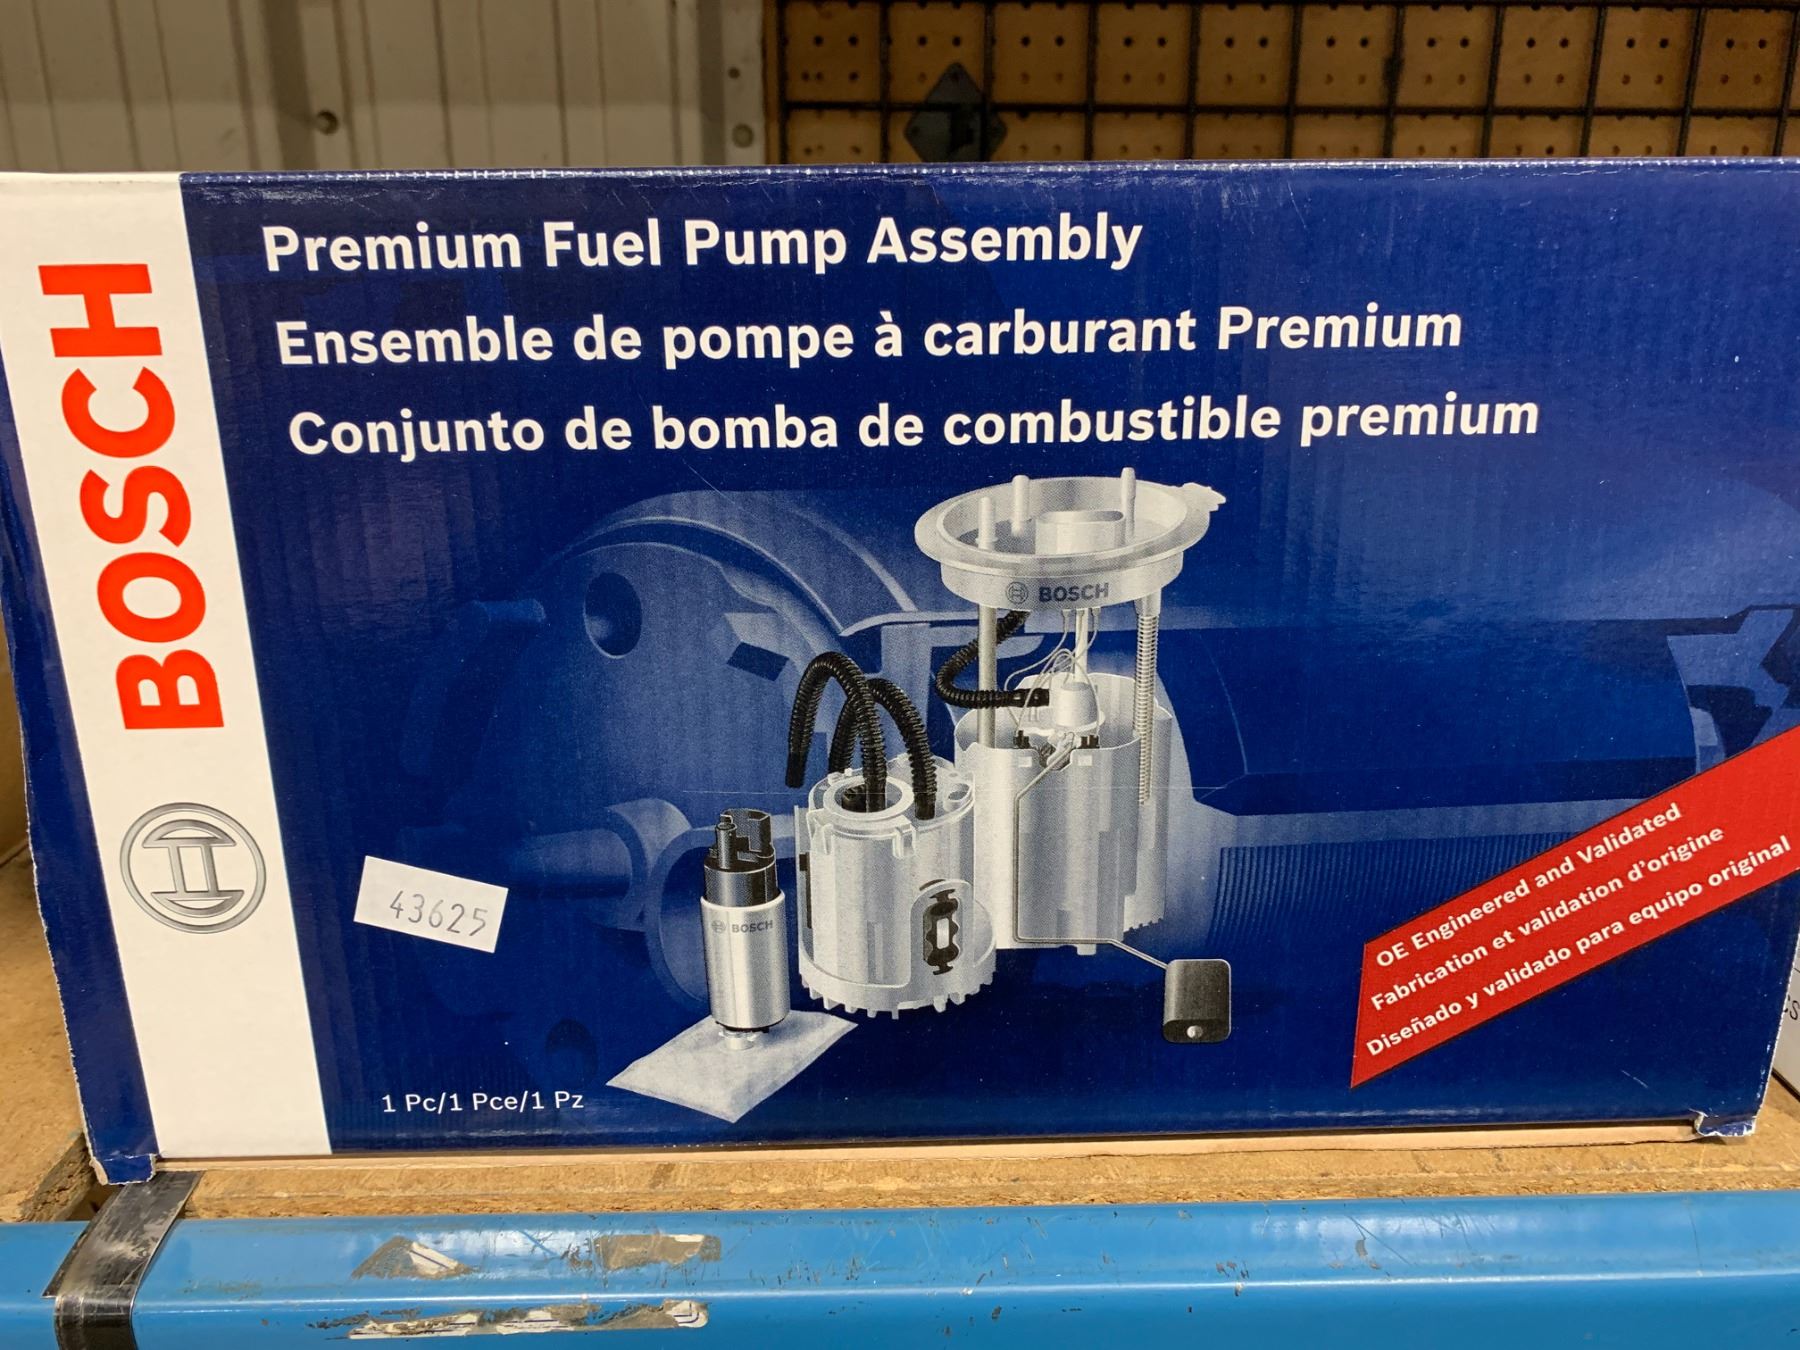 BOSCH
Premium Fuel Pump Assembly
Ensemble de pompe à carburant Premium
Conjunto de bomba de combustible premium
BOSCH
BOSCH
43625
OE Engineered and Validated
Fabrication et validation d'origine
Diseñado y validado para equipo original
1 Pc/1 Pce/1 Pz